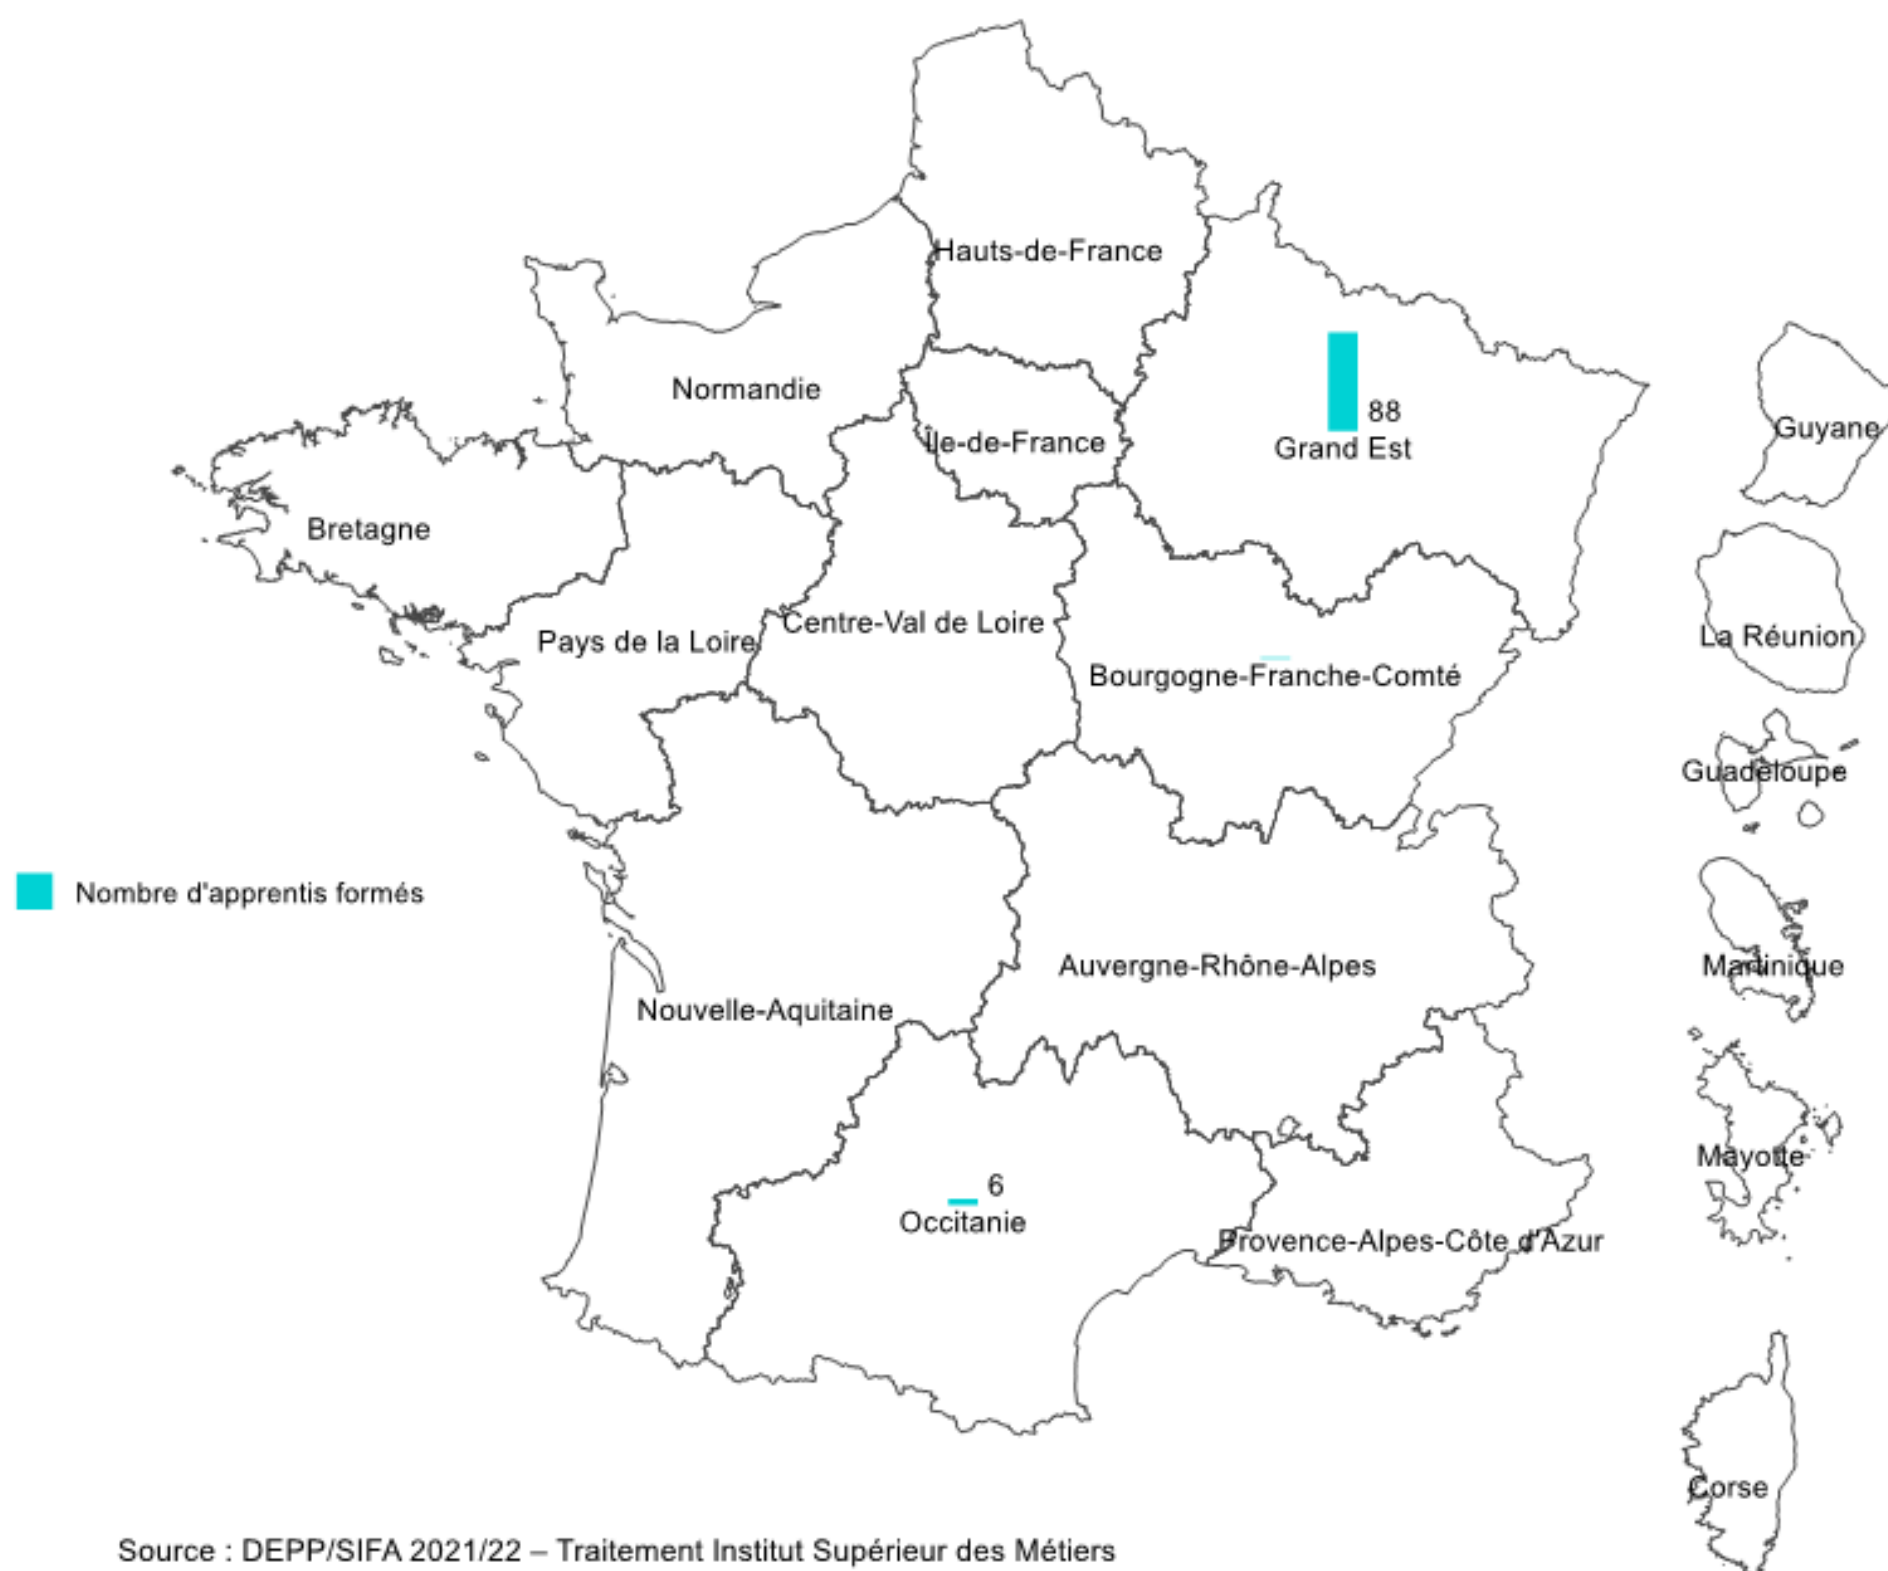 Hauts-de-France
Normandie
88
Île-de-France
Grand Est
Guyane
Bretagne
Centre-Val de Loire
Pays de la Loire
La Réunion
Bourgogne-Franche-Comté
Guadeloupe
Nombre d'apprentis formés
Auvergne-Rhône-Alpes
Martinique
Nouvelle-Aquitaine
Mayotte
6
Occitanie
Provence-Alpes-Côte d'Azur
Corse
Source : DEPP/SIFA 2021/22 – Traitement Institut Supérieur des Métiers